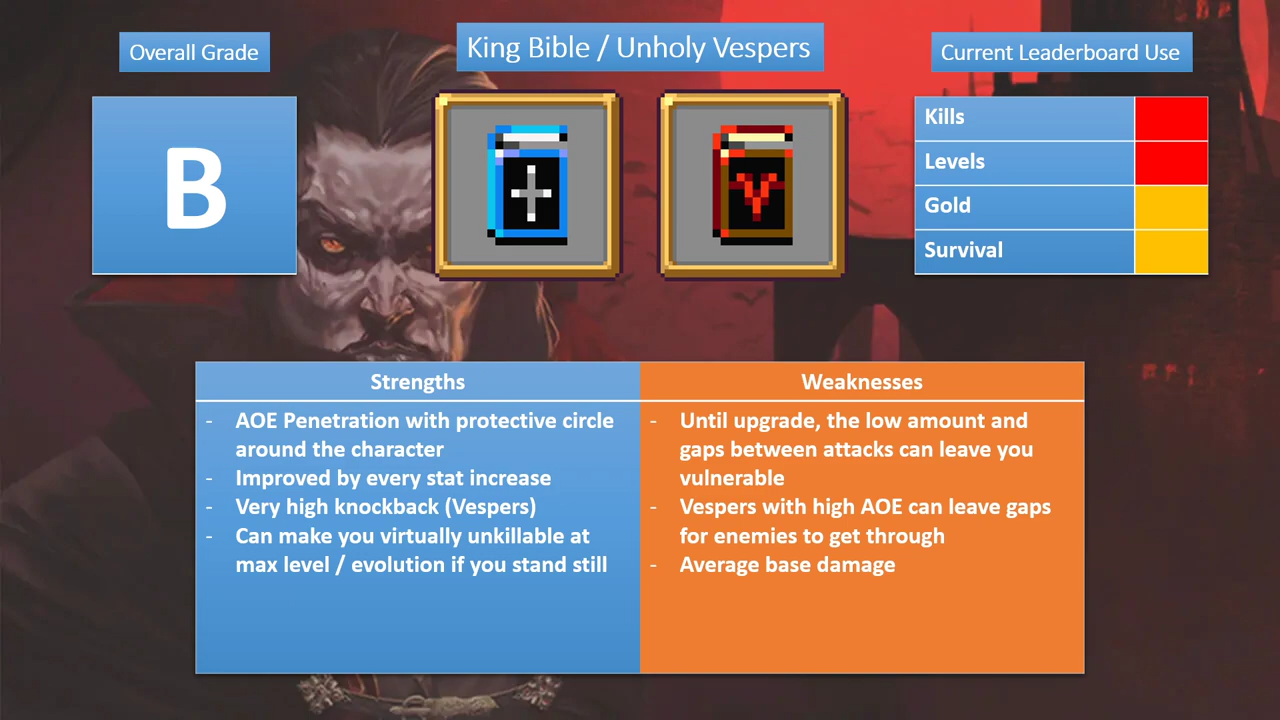 Overall Grade
King Bible / Unholy Vespers
Current Leaderboard Use
B
Kills
Levels
Gold
Survival
Strengths
- AOE Penetration with protective circle
around the character
- Improved by every stat increase
- Very high knockback (Vespers)
- Can make you virtually unkillable at
max level / evolution if you stand still
Weaknesses
- Until upgrade, the low amount and
gaps between attacks can leave you
vulnerable
- Vespers with high AOE can leave gaps
for enemies to get through
- Average base damage